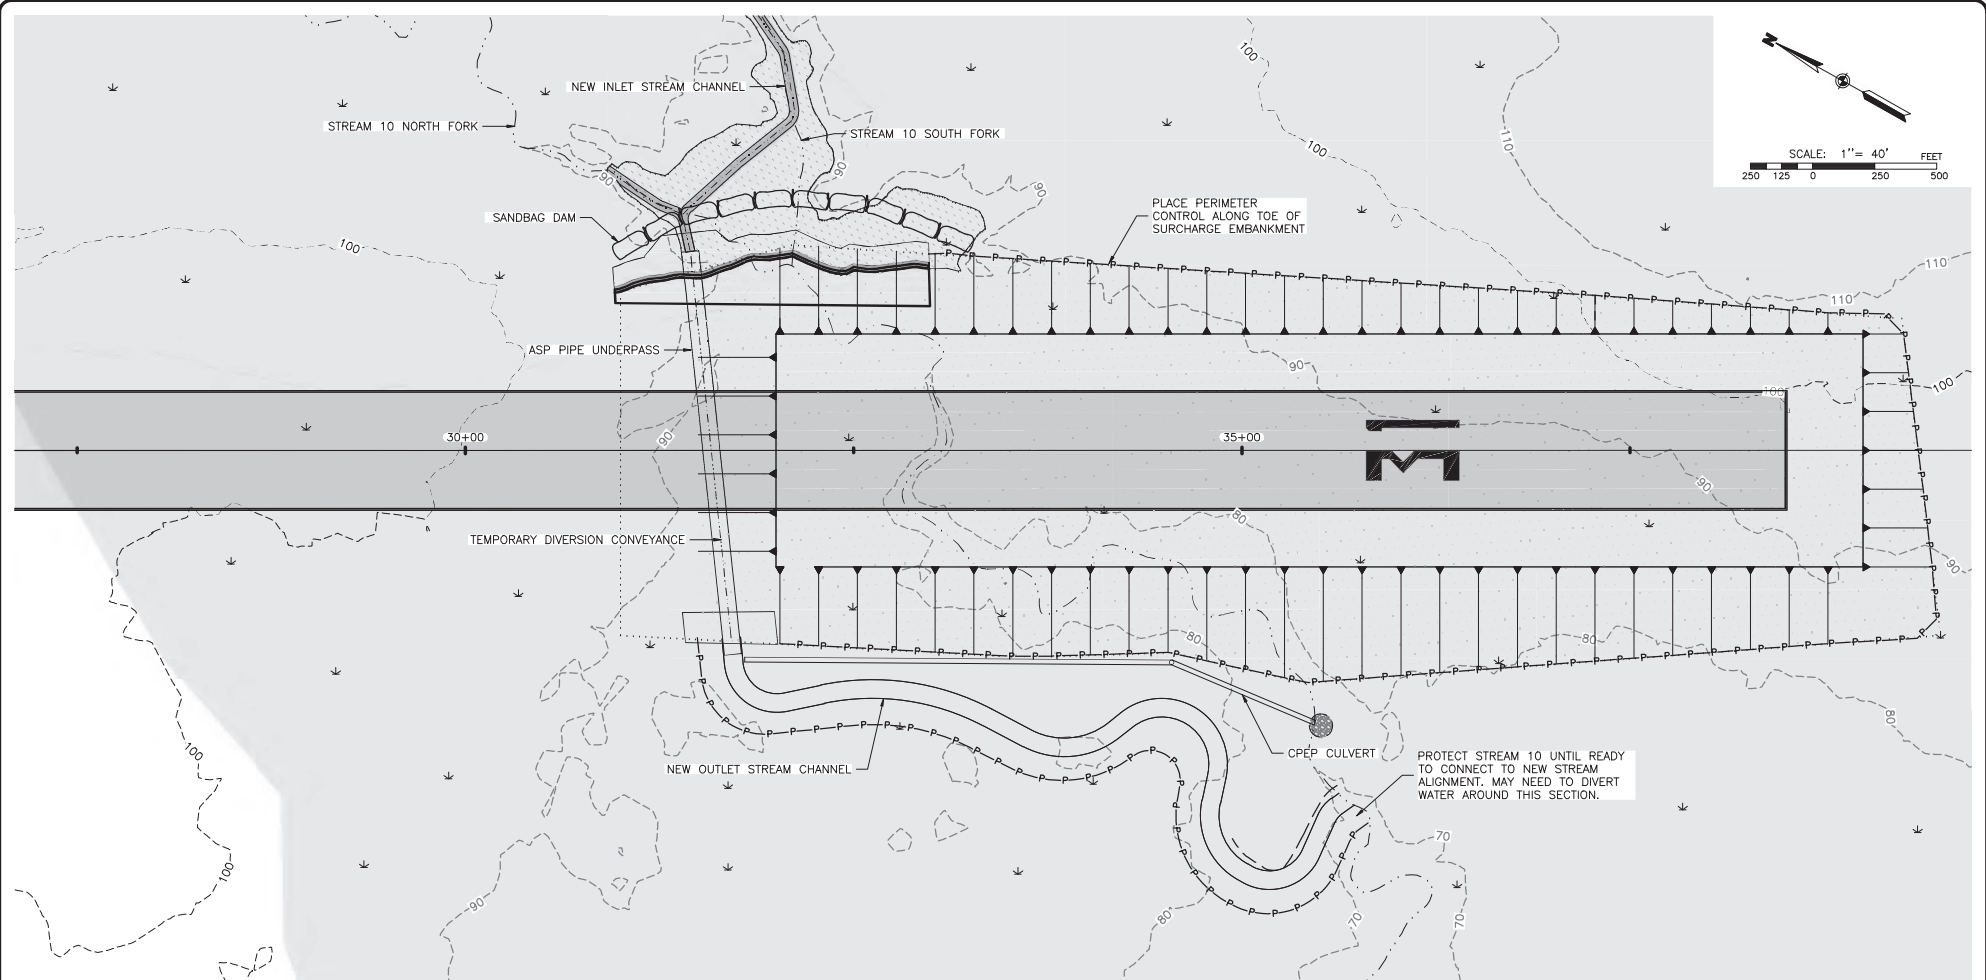 N
SCALE: 1"= 40'
FEET
250 125 0 250 500
NEW INLET STREAM CHANNEL
STREAM 10 NORTH FORK
STREAM 10 SOUTH FORK
SANDBAG DAM
PLACE PERIMETER
CONTROL ALONG TOE OF
SURCHARGE EMBANKMENT
ASP PIPE UNDERPASS
30+00
35+00
TEMPORARY DIVERSION CONVEYANCE
NEW OUTLET STREAM CHANNEL
CPEP CULVERT
PROTECT STREAM 10 UNTIL READY
TO CONNECT TO NEW STREAM
ALIGNMENT. MAY NEED TO DIVERT
WATER AROUND THIS SECTION.
100
100
110
90
90
90
100
110
110
90
100
100
90
90
80
90
80
80
80
100
100
90
80
70
70
70